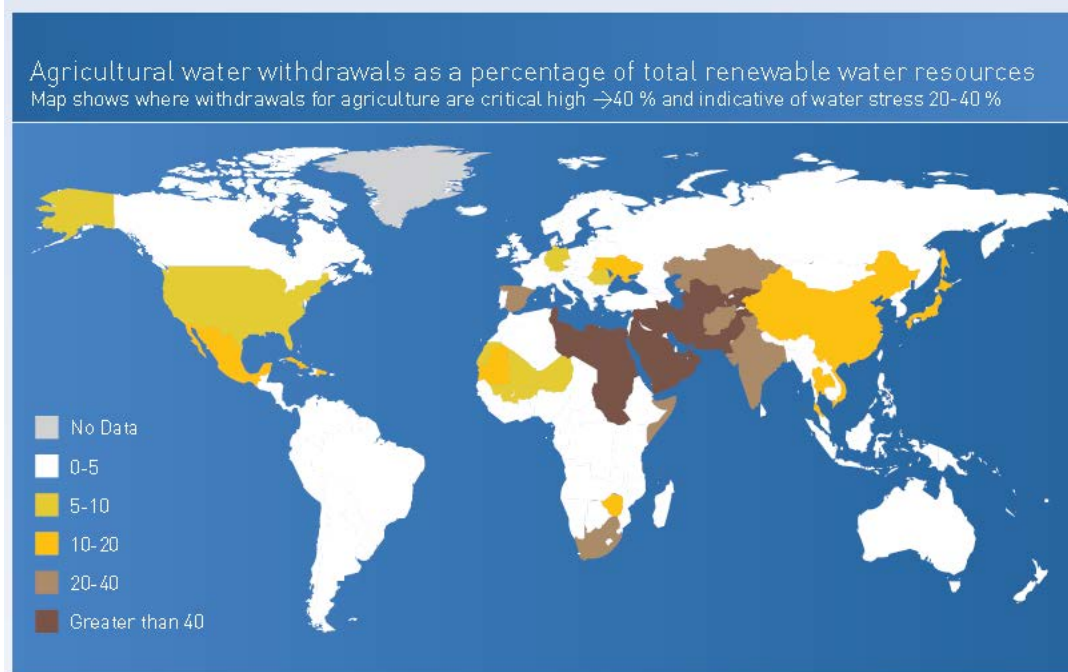 Agricultural water withdrawals as a percentage of total renewable water resources
Map shows where withdrawals for agriculture are critical high →40 % and indicative of water stress 20-40 %
No Data
0-5
5-10
10-20
20-40
Greater than 40